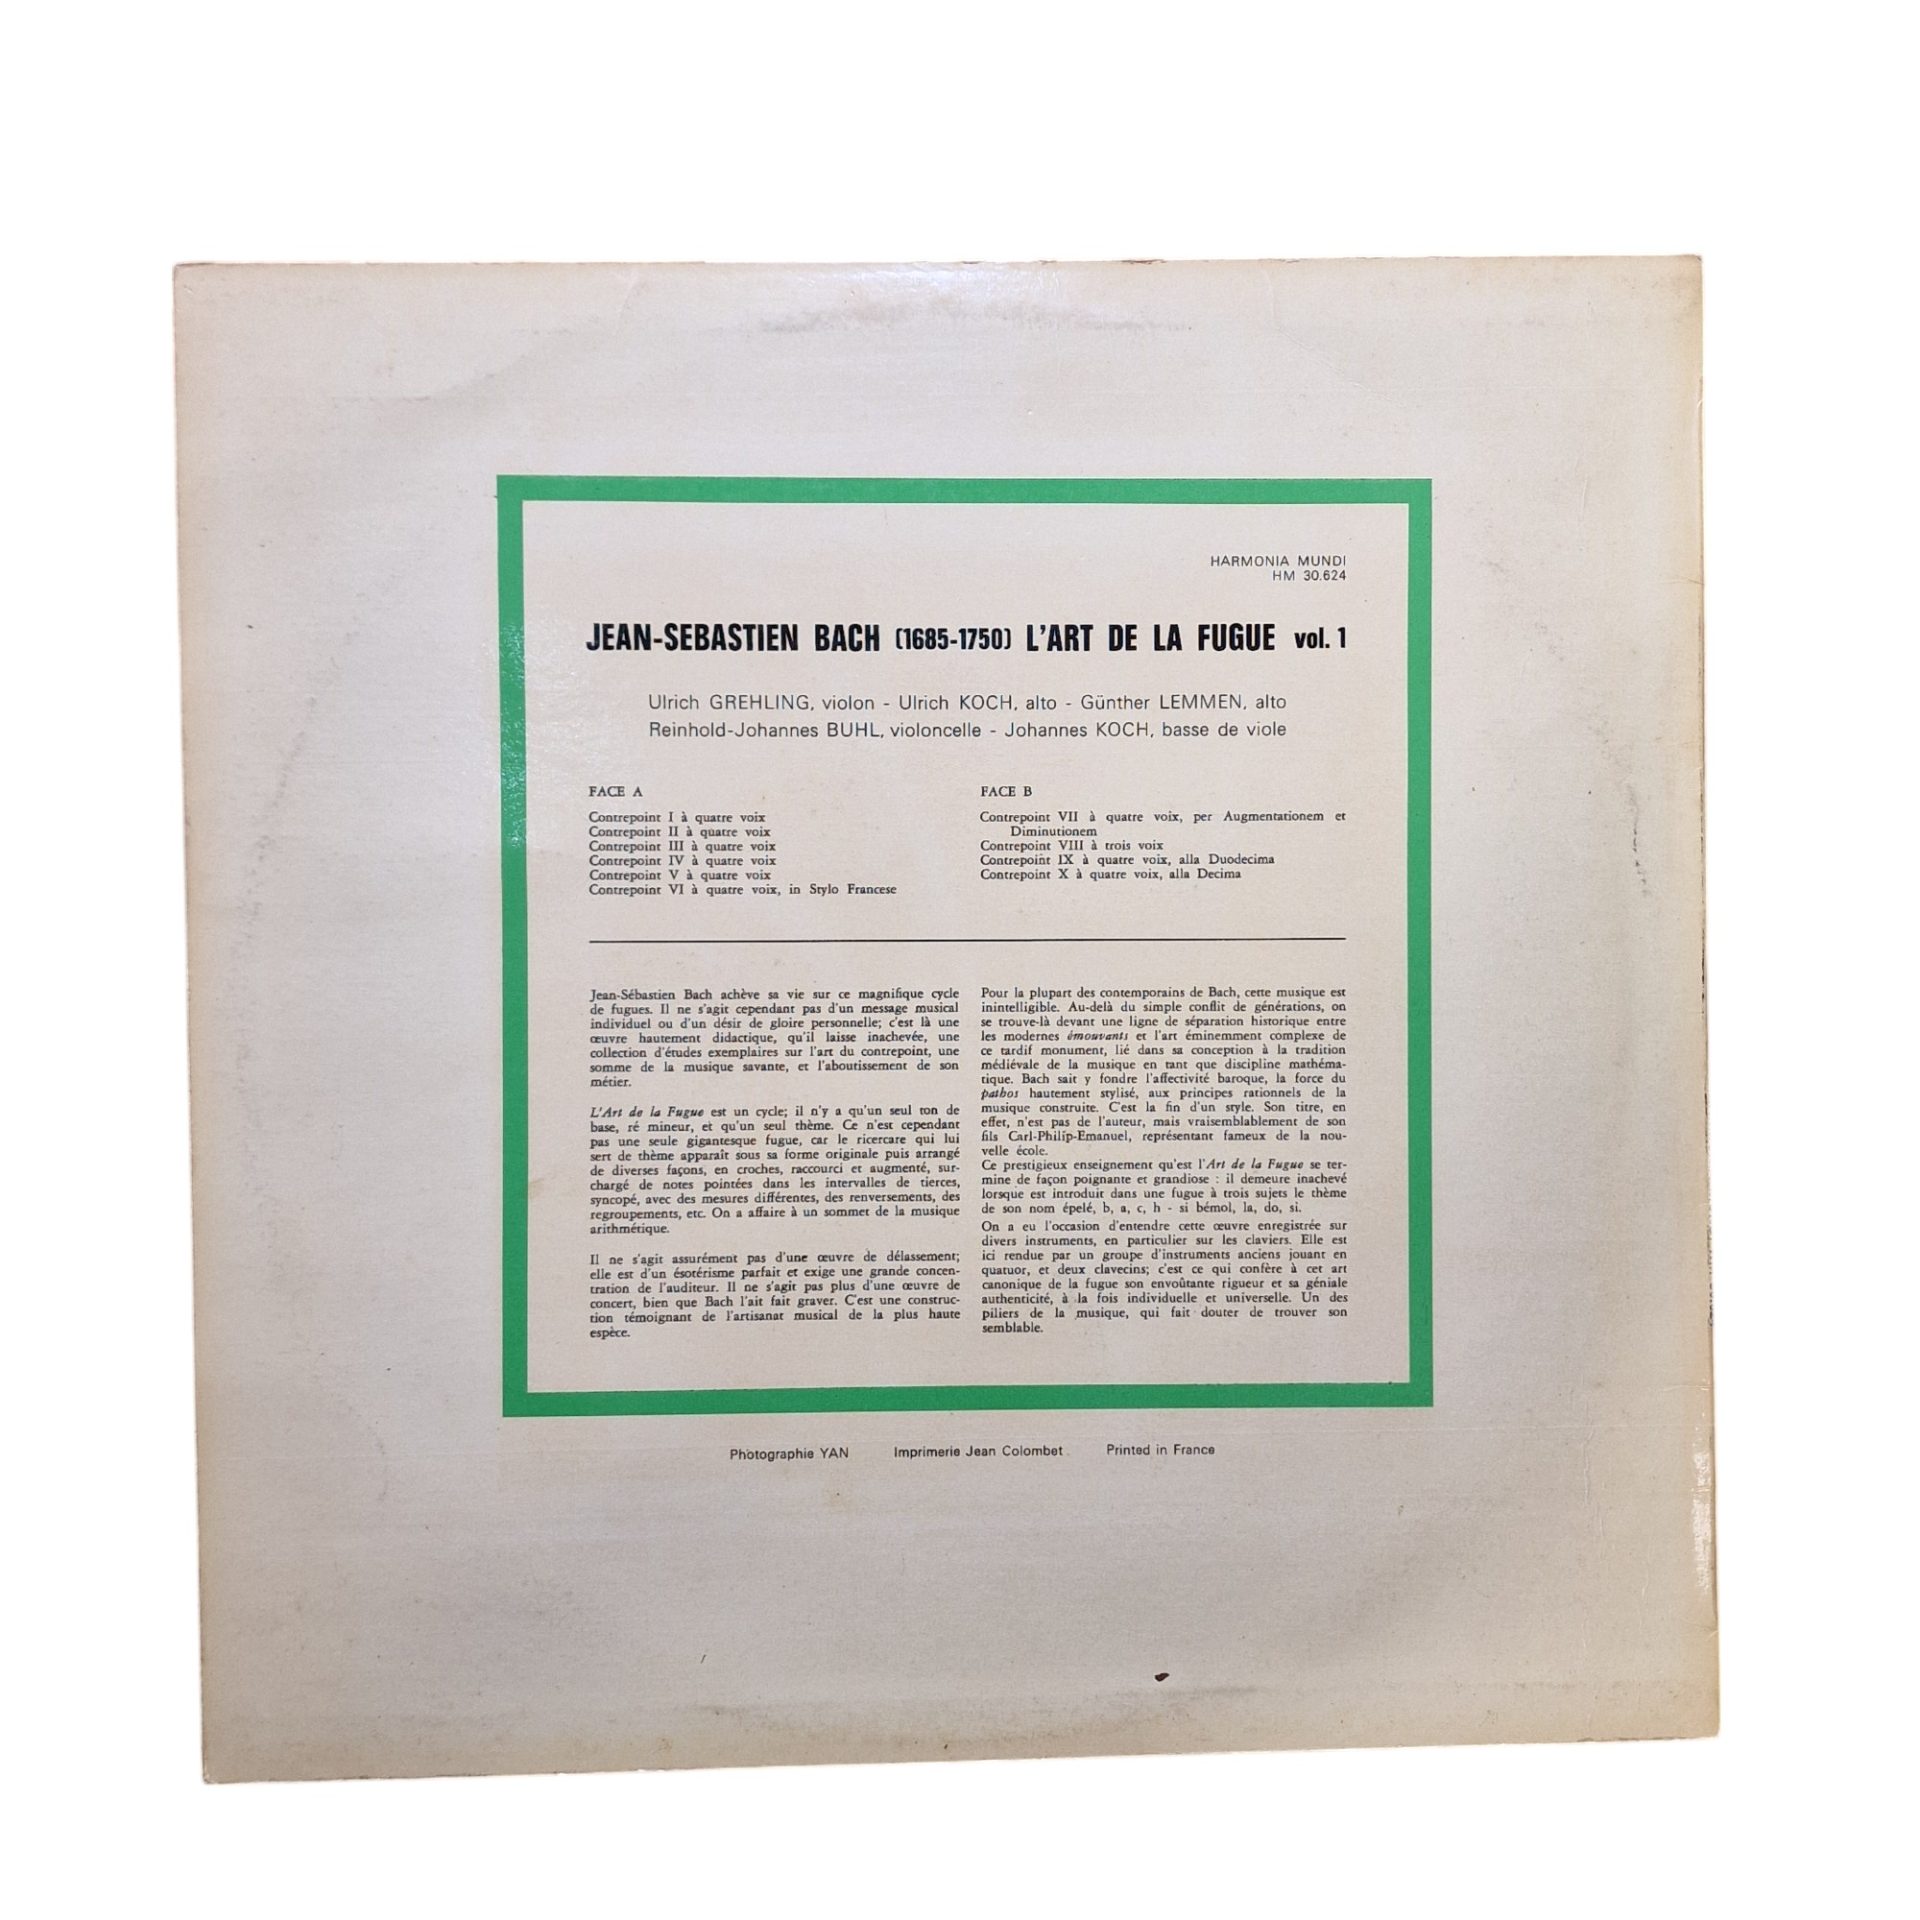 HARMONIA MUNDI
HM 30.624
JEAN-SEBASTIEN BACH (1685-1750) L'ART DE LA FUGUE vol. 1
Ulrich GREHLING, violon - Ulrich KOCH, alto - Günther LEMMEN, alto
Reinhold-Johannes BUHL, violoncelle - Johannes KOCH, basse de viole
FACE A
Contrepoint I à quatre voix
Contrepoint II à quatre voix
Contrepoint III à quatre voix
Contrepoint IV à quatre voix
Contrepoint V à quatre voix
Contrepoint VI à quatre voix, in Stylo Francese
FACE B
Contrepoint VII à quatre voix, per Augmentationem et
Diminutionem
Contrepoint VIII à trois voix
Contrepoint IX à quatre voix, alla Duodecima
Contrepoint X à quatre voix, alla Decima
Jean-Sébastien Bach achève sa vie sur ce magnifique cycle
de fugues. Il ne s'agit cependant pas d'un message musical
individuel ou d'un désir de gloire personnelle; c'est là une
œuvre hautement didactique, qu'il laisse inachevée, une
collection d'études exemplaires sur l'art du contrepoint, une
somme de la musique savante, et l'aboutissement de son
métier.
L'Art de la Fugue est un cycle; il n'y a qu'un seul ton de
base, ré mineur, et qu'un seul thème. Ce n'est cependant
pas une seule gigantesque fugue, car le ricercare qui lui
sert de thème apparaît sous sa forme originale puis arrangé
de diverses façons, en croches, raccourci et augmenté, sur-
chargé de notes pointées dans les intervalles de tierces,
syncopé, avec des mesures différentes, des renversements, des
regroupements, etc. On a affaire à un sommet de la musique
arithmétique.
Il ne s'agit assurément pas d'une œuvre de délassement;
elle est d'un ésotérisme parfait et exige une grande concen-
tration de l'auditeur. Il ne s'agit pas plus d'une œuvre de
concert, bien que Bach l'ait fait graver. C'est une construc-
tion témoignant de l'artisanat musical de la plus haute
espèce.
Pour la plupart des contemporains de Bach, cette musique est
inintelligible. Au-delà du simple conflit de générations, on
se trouve-là devant une ligne de séparation historique entre
les modernes émouvants et l'art éminemment complexe de
ce tardif monument, lié dans sa conception à la tradition
médiévale de la musique en tant que discipline mathéma-
tique. Bach sait y fondre l'affectivité baroque, la force du
pathos hautement stylisé, aux principes rationnels de la
musique construite. C'est la fin d'un style. Son titre, en
effet, n'est pas de l'auteur, mais vraisemblablement de son
fils Carl-Philip-Emanuel, représentant fameux de la nou-
velle école.
Ce prestigieux enseignement qu'est l'Art de la Fugue se ter-
mine de façon poignante et grandiose : il demeure inachevé
lorsque est introduit dans une fugue à trois sujets le thème
de son nom épelé, b, a, c, h - si bémol, la, do, si.
On a eu l'occasion d'entendre cette œuvre enregistrée sur
divers instruments, en particulier sur les claviers. Elle est
ici rendue par un groupe d'instruments anciens jouant en
quatuor, et deux clavecins; c'est ce qui confère à cet art
canonique de la fugue son envoûtante rigueur et sa géniale
authenticité, à la fois individuelle et universelle. Un des
piliers de la musique, qui fait douter de trouver son
semblable.
Photographie YAN Imprimerie Jean Colombet Printed in France